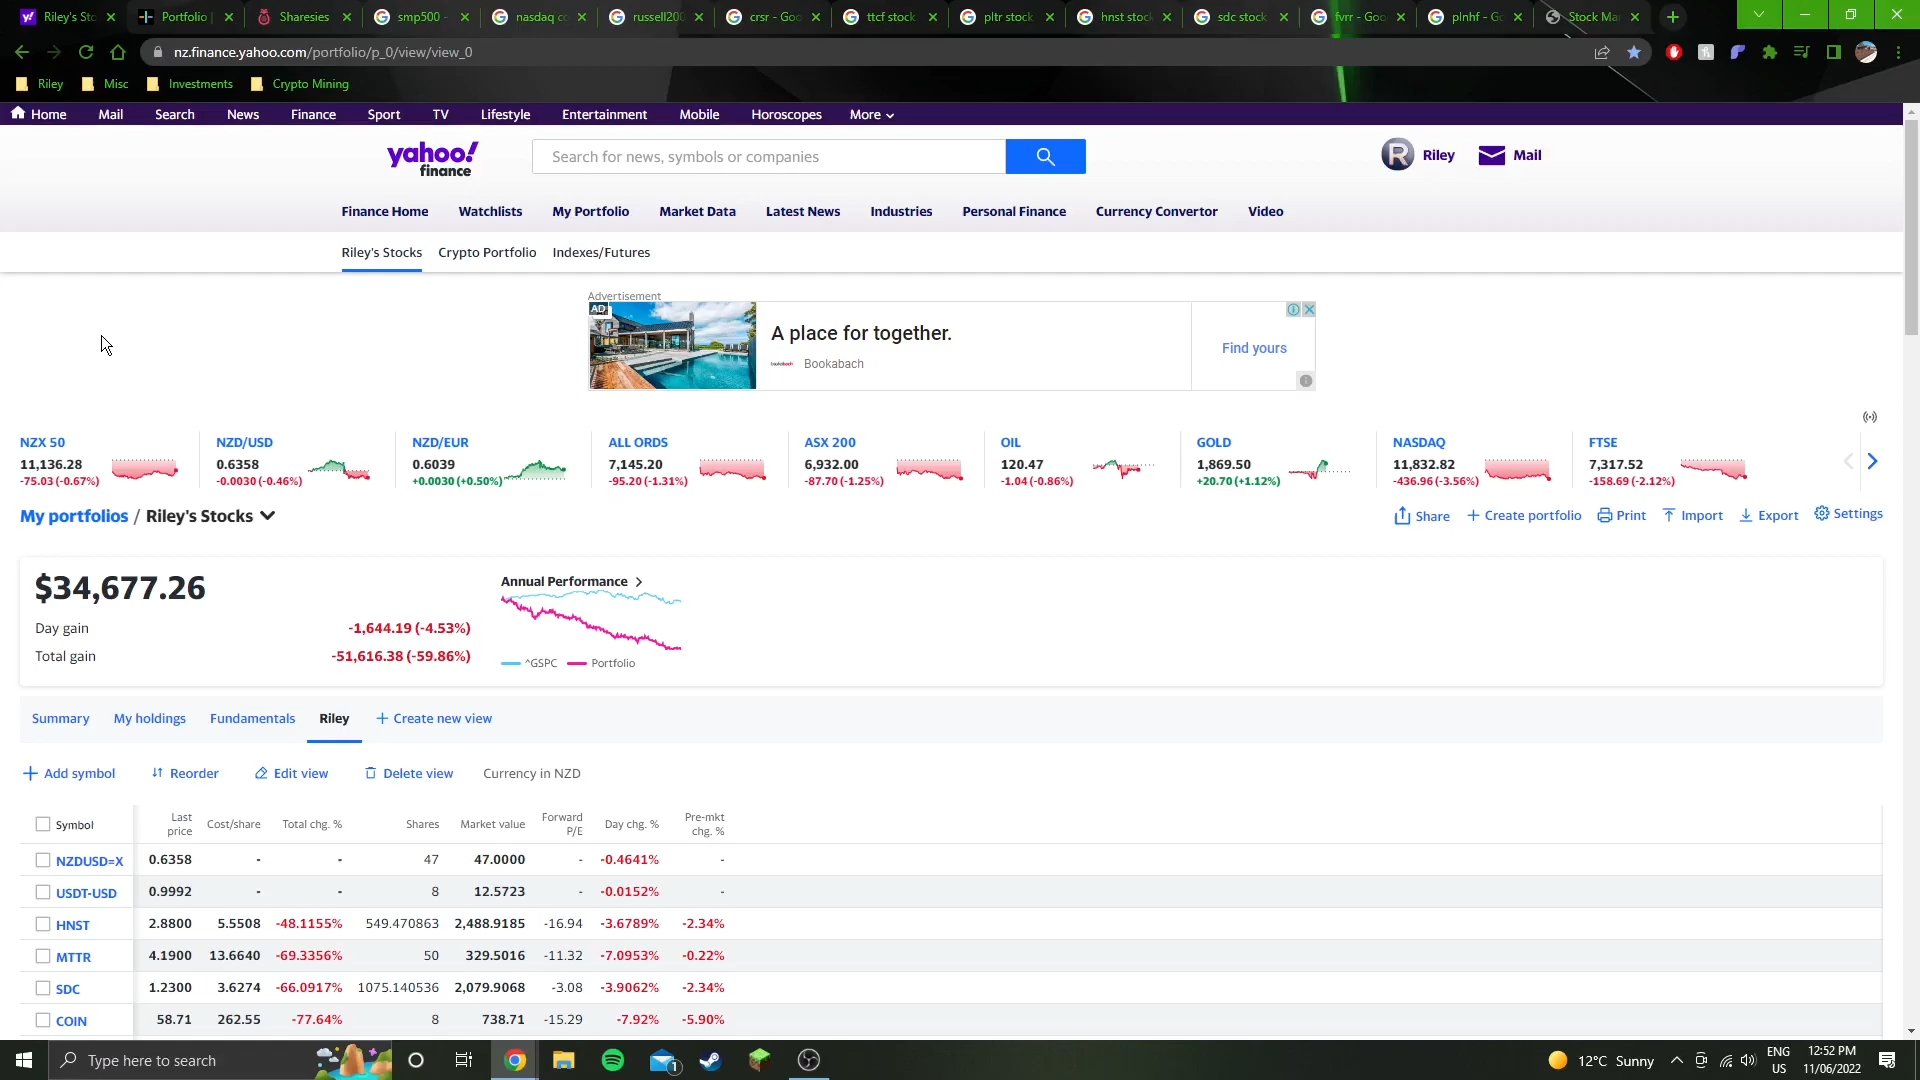 Riley's Sto
Portfolio |
Sharesies
smp500 -
nasdaq co
russell200
crsr - Goo
ttcf stock
pltr stock
hnst stock
sdc stock
fvrr - Goo
plnhf - Go
Stock Mar
nz.finance.yahoo.com/portfolio/p_0/view/view_0
Riley
Misc
Investments
Crypto Mining
Home
Mail
Search
News
Finance
Sport
TV
Lifestyle
Entertainment
Mobile
Horoscopes
More
yahoo!
finance
Search for news, symbols or companies
R
Riley
Mail
Finance Home
Watchlists
My Portfolio
Market Data
Latest News
Industries
Personal Finance
Currency Convertor
Video
Riley's Stocks
Crypto Portfolio
Indexes/Futures
Advertisement
AD
A place for together.
bookabach
Bookabach
Find yours
NZX 50
11,136.28
-75.03 (-0.67%)
NZD/USD
0.6358
-0.0030 (-0.46%)
NZD/EUR
0.6039
+0.0030 (+0.50%)
ALL ORDS
7,145.20
-95.20 (-1.31%)
ASX 200
6,932.00
-87.70 (-1.25%)
OIL
120.47
-1.04 (-0.86%)
GOLD
1,869.50
+20.70 (+1.12%)
NASDAQ
11,832.82
-436.96 (-3.56%)
FTSE
7,317.52
-158.69 (-2.12%)
My portfolios / Riley's Stocks
Share
Create portfolio
Print
Import
Export
Settings
$34,677.26
Day gain -1,644.19 (-4.53%)
Total gain -51,616.38 (-59.86%)
Annual Performance
^GSPC
Portfolio
Summary
My holdings
Fundamentals
Riley
+ Create new view
+ Add symbol
Reorder
Edit view
Delete view
Currency in NZD
Symbol Last price Cost/share Total chg. % Shares Market value Forward P/E Day chg. % Pre-mkt chg. %
NZDUSD=X 0.6358 - - 47 47.0000 - -0.4641% -
USDT-USD 0.9992 - - 8 12.5723 - -0.0152% -
HNST 2.8800 5.5508 -48.1155% 549.470863 2,488.9185 -16.94 -3.6789% -2.34%
MTTR 4.1900 13.6640 -69.3356% 50 329.5016 -11.32 -7.0953% -0.22%
SDC 1.2300 3.6274 -66.0917% 1075.140536 2,079.9068 -3.08 -3.9062% -2.34%
COIN 58.71 262.55 -77.64% 8 738.71 -15.29 -7.92% -5.90%
Type here to search
1
12°C Sunny
ENG
US
12:52 PM
11/06/2022